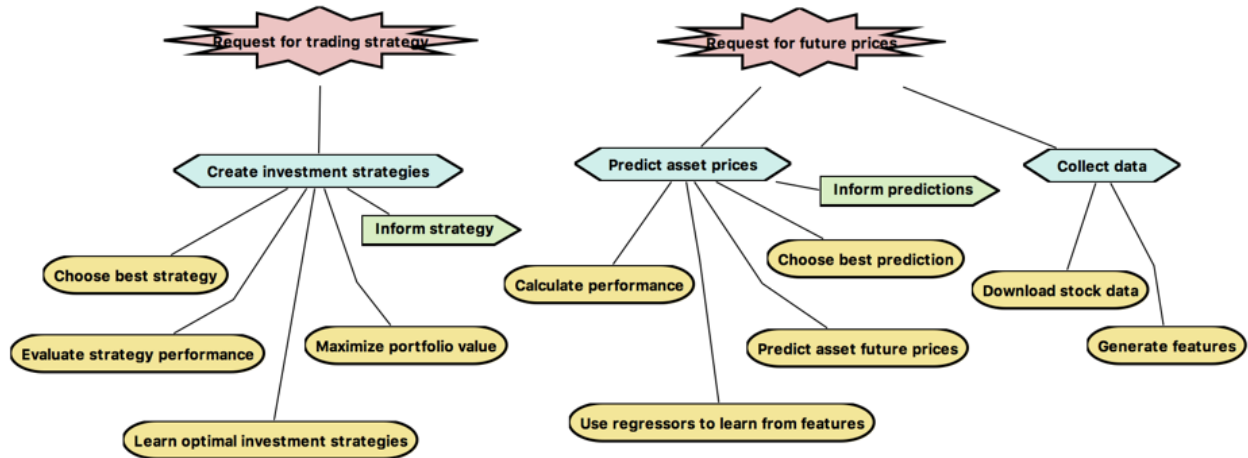 Request for trading strategy
Request for future prices
Create investment strategies
Predict asset prices
Collect data
Inform predictions
Inform strategy
Choose best strategy
Choose best prediction
Calculate performance
Download stock data
Evaluate strategy performance
Maximize portfolio value
Predict asset future prices
Generate features
Learn optimal investment strategies
Use regressors to learn from features